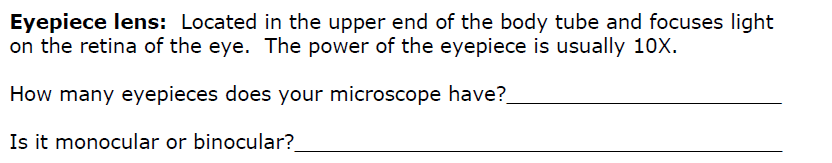 Eyepiece lens:  Located in the upper end of the body tube and focuses light
on the retina of the eye.  The power of the eyepiece is usually 10X.
How many eyepieces does your microscope have?
Is it monocular or binocular?